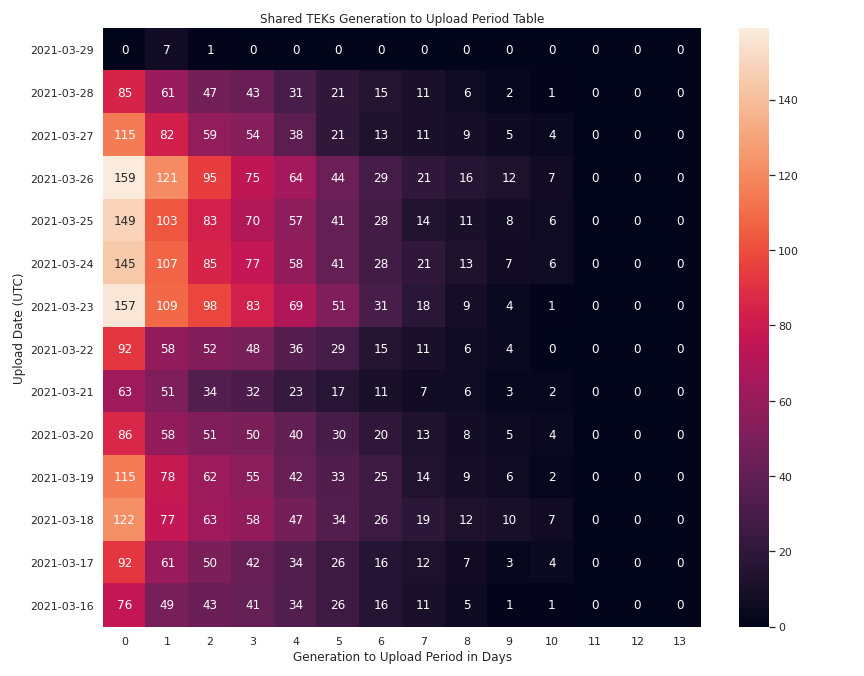 Shared TEKs Generation to Upload Period Table
2021-03-29 0 7 1 0 0 0 0 0 0 0 0 0 0 0
2021-03-28 85 61 47 43 31 21 15 11 6 2 1 0 0 0
2021-03-27 115 82 59 54 38 21 13 11 9 5 4 0 0 0
2021-03-26 159 121 95 75 64 44 29 21 16 12 7 0 0 0
2021-03-25 149 103 83 70 57 41 28 14 11 8 6 0 0 0
2021-03-24 145 107 85 77 58 41 28 21 13 7 6 0 0 0
2021-03-23 157 109 98 83 69 51 31 18 9 4 1 0 0 0
2021-03-22 92 58 52 48 36 29 15 11 6 4 0 0 0 0
2021-03-21 63 51 34 32 23 17 11 7 6 3 2 0 0 0
2021-03-20 86 58 51 50 40 30 20 13 8 5 4 0 0 0
2021-03-19 115 78 62 55 42 33 25 14 9 6 2 0 0 0
2021-03-18 122 77 63 58 47 34 26 19 12 10 7 0 0 0
2021-03-17 92 61 50 42 34 26 16 12 7 3 4 0 0 0
2021-03-16 76 49 43 41 34 26 16 11 5 1 1 0 0 0
0 1 2 3 4 5 6 7 8 9 10 11 12 13
Generation to Upload Period in Days
Upload Date (UTC)
140
120
100
80
60
40
20
0